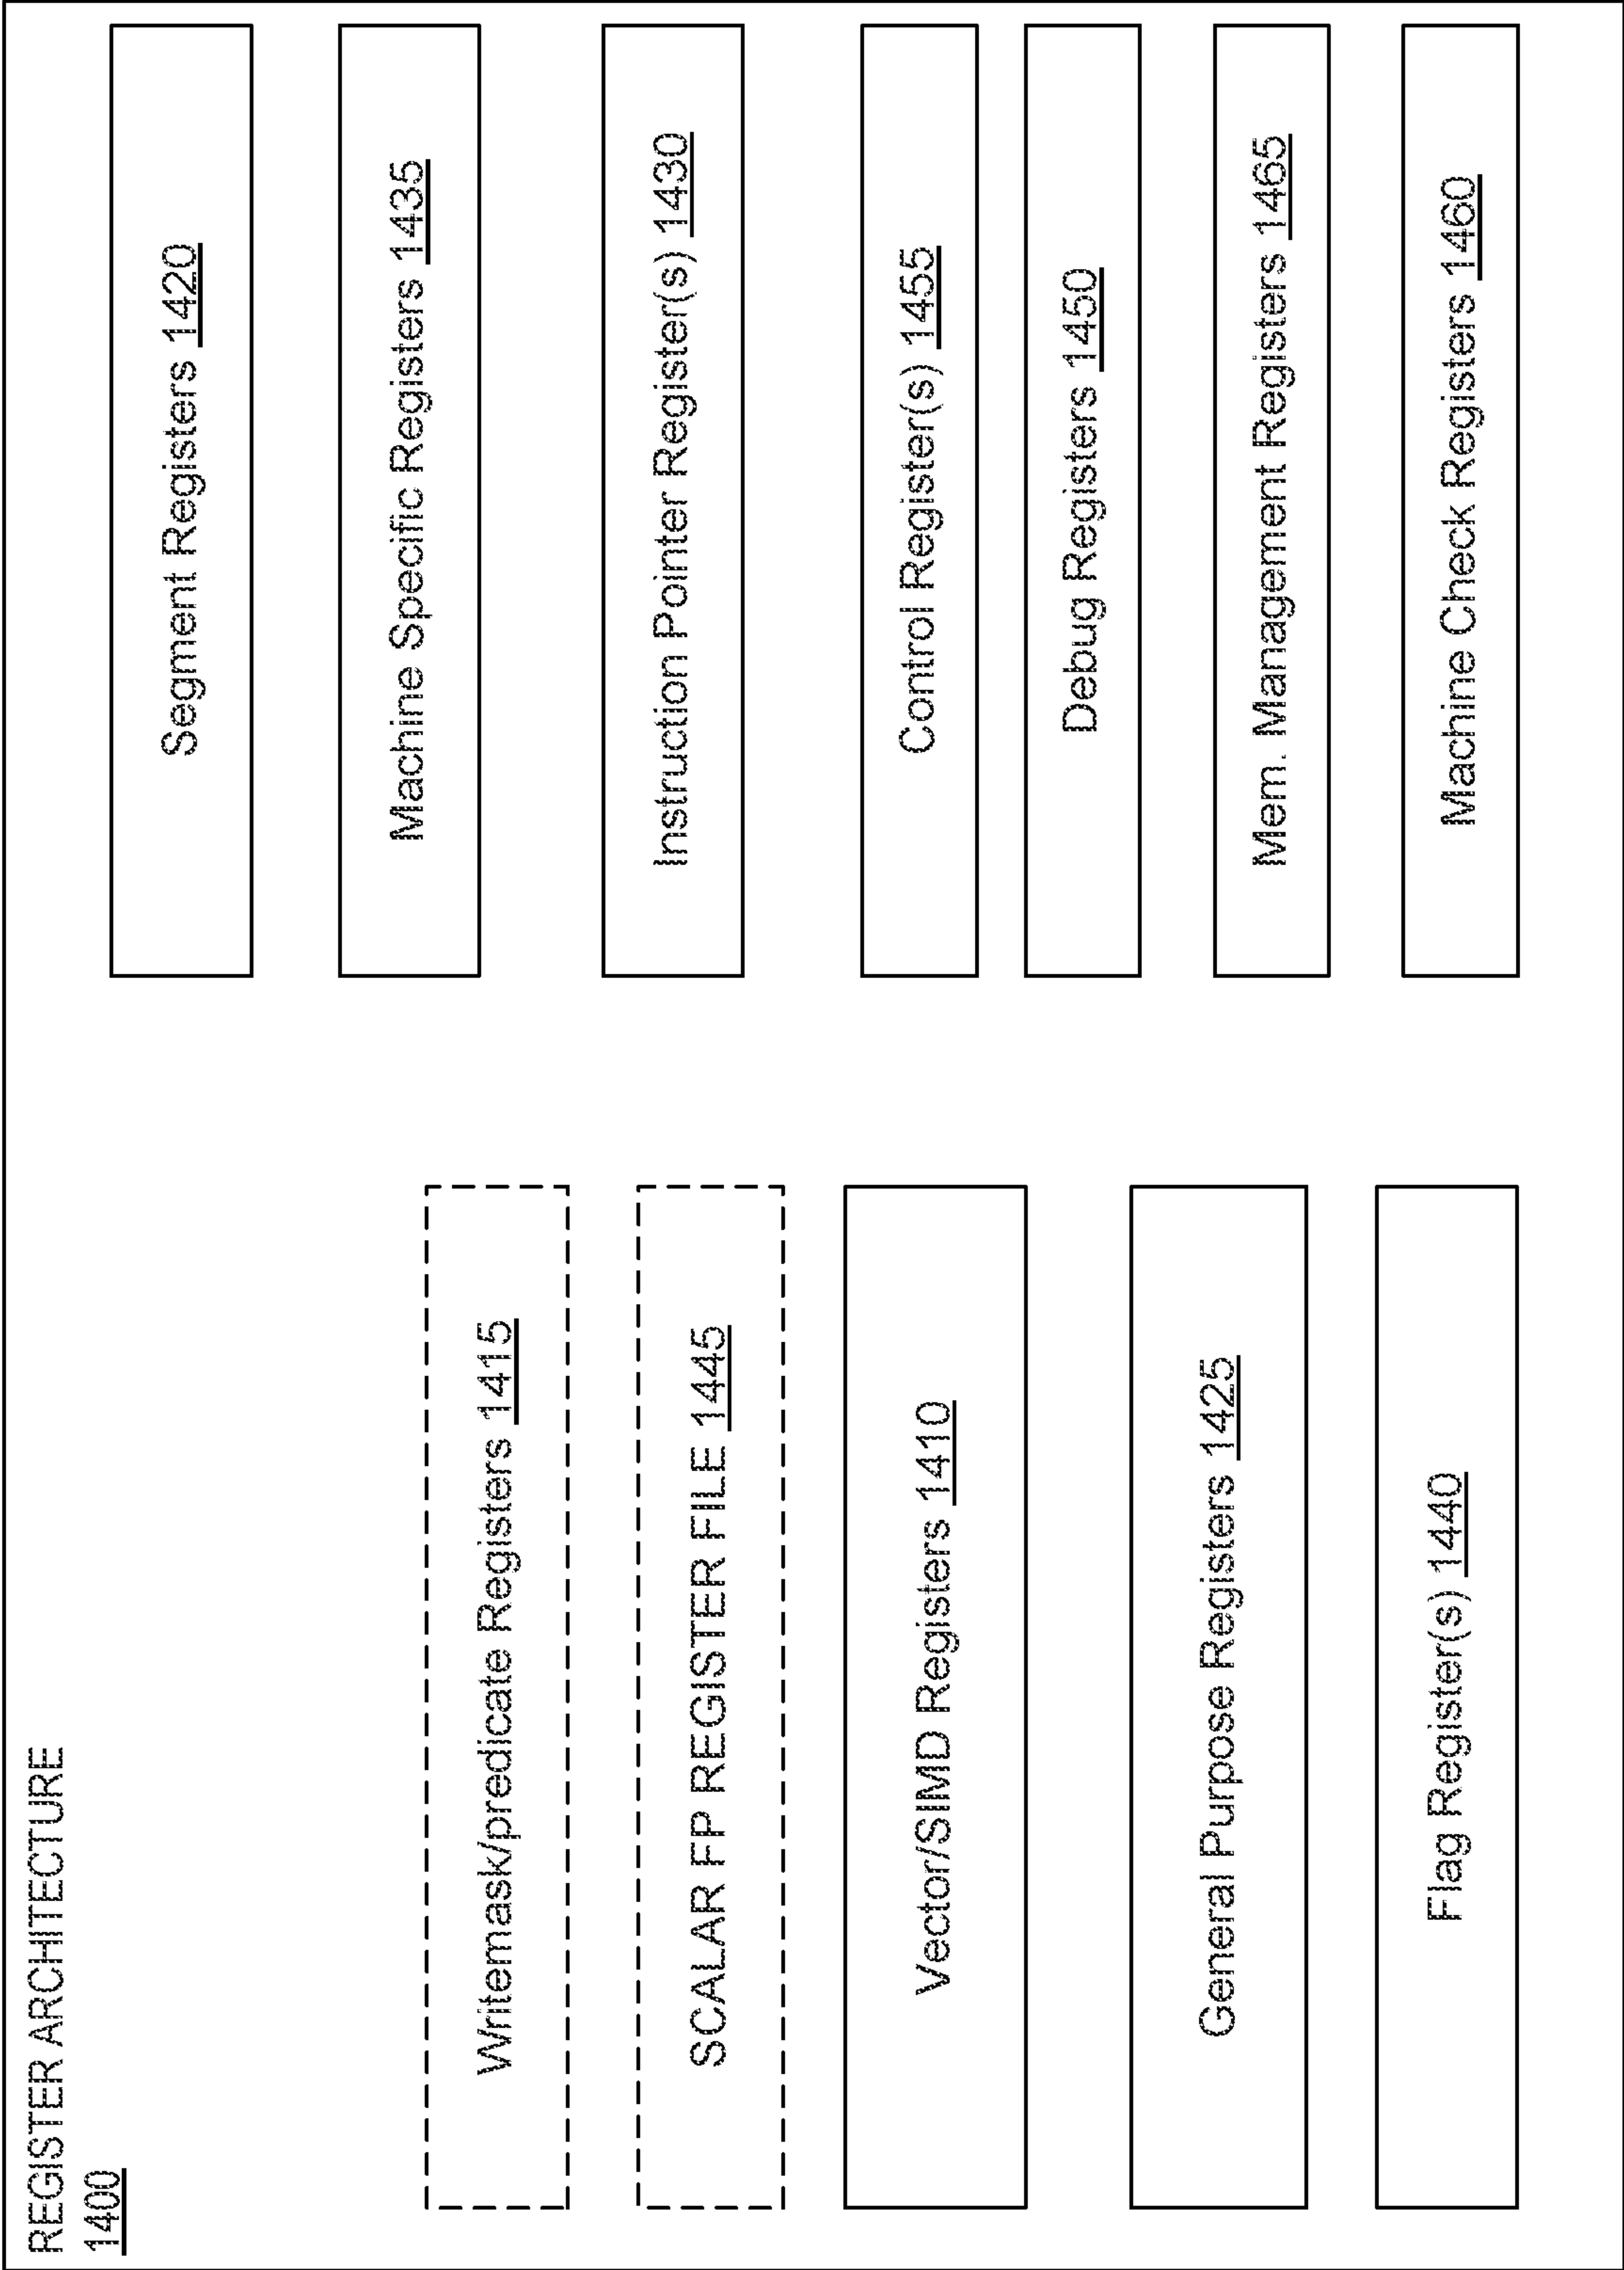 REGISTER ARCHITECTURE
1400
Writemask/predicate Registers 1415
SCALAR FP REGISTER FILE 1445
Vector/SIMD Registers 1410
General Purpose Registers 1425
Flag Register(s) 1440
Segment Registers 1420
Machine Specific Registers 1435
Instruction Pointer Register(s) 1430
Control Register(s) 1455
Debug Registers 1450
Mem. Management Registers 1465
Machine Check Registers 1460